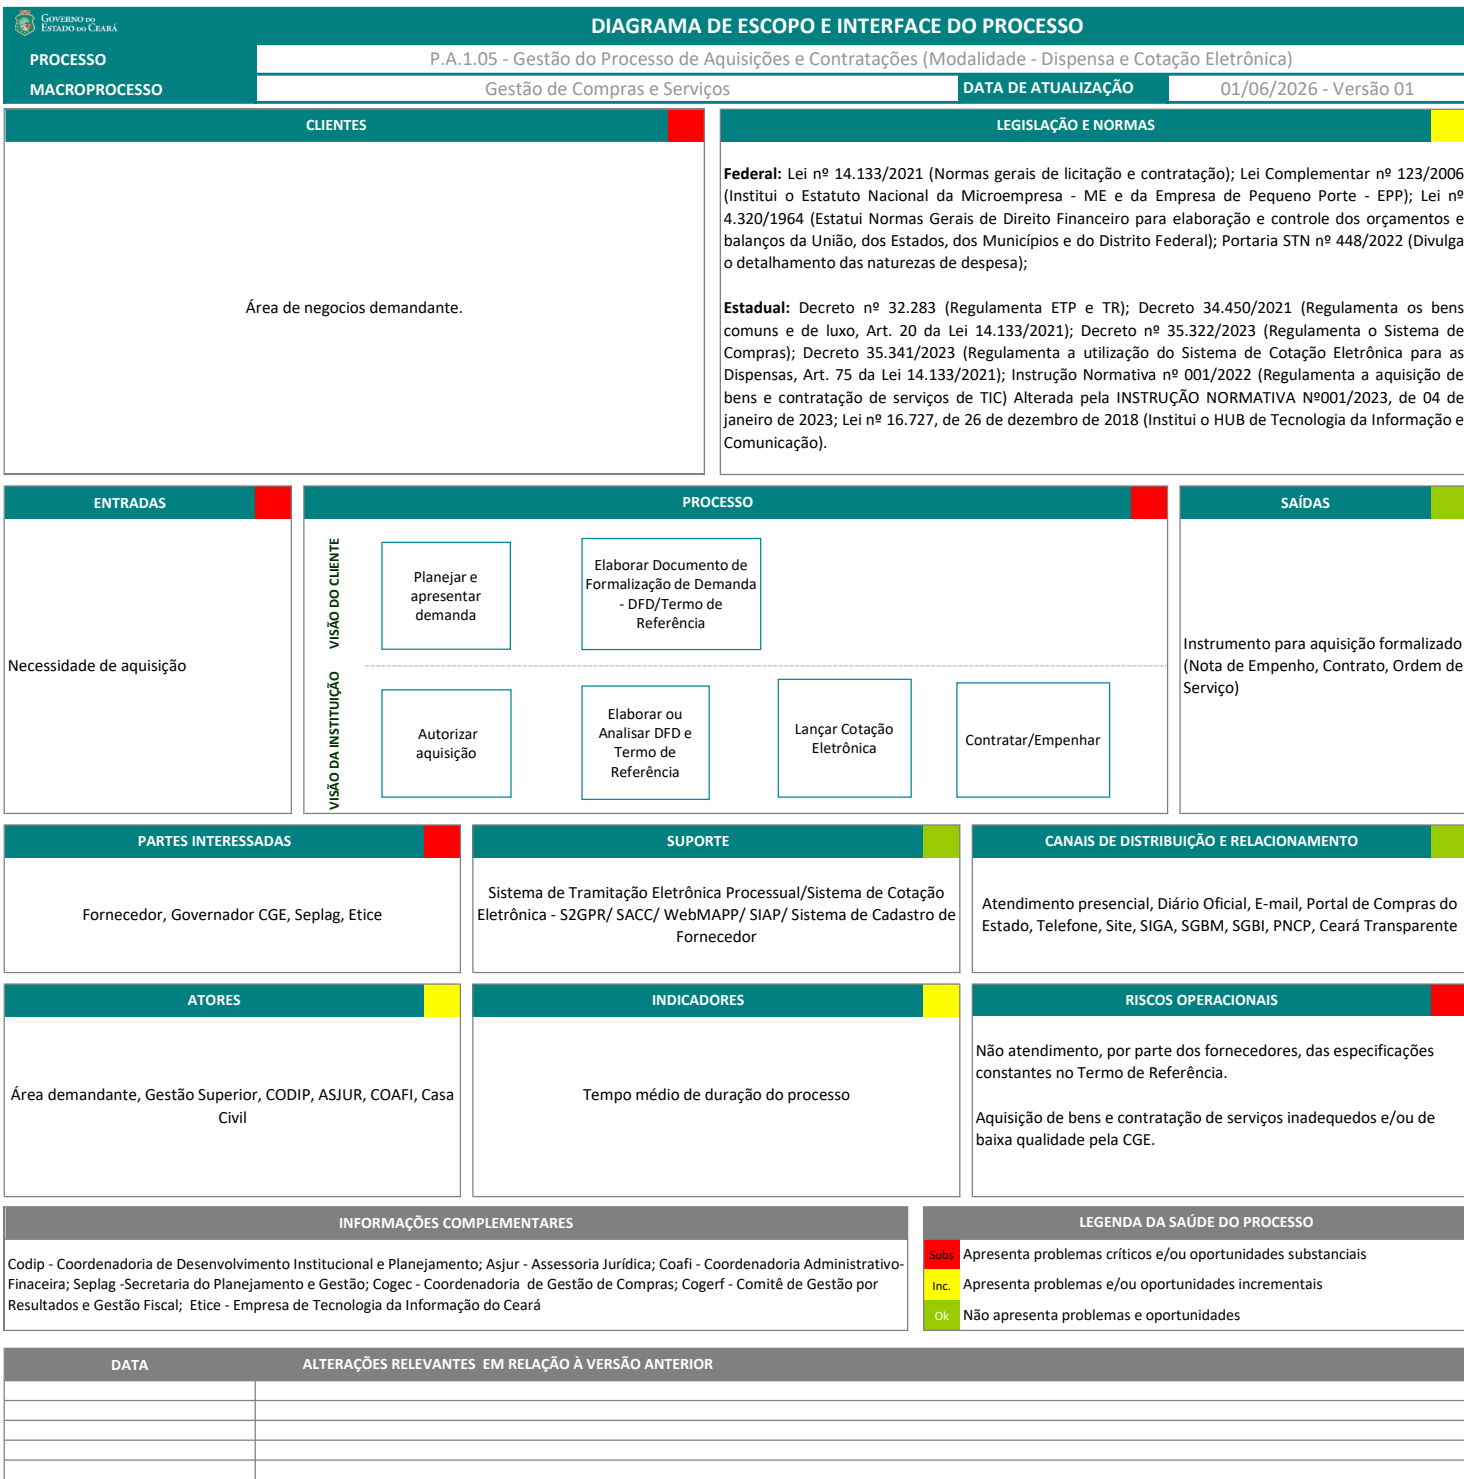 GOVERNO DO
ESTADO DO CEARÁ
DIAGRAMA DE ESCOPO E INTERFACE DO PROCESSO
PROCESSO
P.A.1.05 - Gestão do Processo de Aquisições e Contratações (Modalidade - Dispensa e Cotação Eletrônica)
MACROPROCESSO
Gestão de Compras e Serviços
DATA DE ATUALIZAÇÃO
01/06/2026 - Versão 01
CLIENTES
Área de negocios demandante.
LEGISLAÇÃO E NORMAS
Federal: Lei nº 14.133/2021 (Normas gerais de licitação e contratação); Lei Complementar nº 123/2006
(Institui o Estatuto Nacional da Microempresa - ME e da Empresa de Pequeno Porte - EPP); Lei nº
4.320/1964 (Estatui Normas Gerais de Direito Financeiro para elaboração e controle dos orçamentos e
balanços da União, dos Estados, dos Municípios e do Distrito Federal); Portaria STN nº 448/2022 (Divulga
o detalhamento das naturezas de despesa);
Estadual: Decreto nº 32.283 (Regulamenta ETP e TR); Decreto 34.450/2021 (Regulamenta os bens
comuns e de luxo, Art. 20 da Lei 14.133/2021); Decreto nº 35.322/2023 (Regulamenta o Sistema de
Compras); Decreto 35.341/2023 (Regulamenta a utilização do Sistema de Cotação Eletrônica para as
Dispensas, Art. 75 da Lei 14.133/2021); Instrução Normativa nº 001/2022 (Regulamenta a aquisição de
bens e contratação de serviços de TIC) Alterada pela INSTRUÇÃO NORMATIVA Nº001/2023, de 04 de
janeiro de 2023; Lei nº 16.727, de 26 de dezembro de 2018 (Institui o HUB de Tecnologia da Informação e
Comunicação).
ENTRADAS
Necessidade de aquisição
PROCESSO
VISÃO DO CLIENTE
Planejar e
apresentar
demanda
Elaborar Documento de
Formalização de Demanda
- DFD/Termo de
Referência
VISÃO DA INSTITUIÇÃO
Autorizar
aquisição
Elaborar ou
Analisar DFD e
Termo de
Referência
Lançar Cotação
Eletrônica
Contratar/Empenhar
SAÍDAS
Instrumento para aquisição formalizado
(Nota de Empenho, Contrato, Ordem de
Serviço)
PARTES INTERESSADAS
Fornecedor, Governador CGE, Seplag, Etice
SUPORTE
Sistema de Tramitação Eletrônica Processual/Sistema de Cotação
Eletrônica - S2GPR/ SACC/ WebMAPP/ SIAP/ Sistema de Cadastro de
Fornecedor
CANAIS DE DISTRIBUIÇÃO E RELACIONAMENTO
Atendimento presencial, Diário Oficial, E-mail, Portal de Compras do
Estado, Telefone, Site, SIGA, SGBM, SGBI, PNCP, Ceará Transparente
ATORES
Área demandante, Gestão Superior, CODIP, ASJUR, COAFI, Casa
Civil
INDICADORES
Tempo médio de duração do processo
RISCOS OPERACIONAIS
Não atendimento, por parte dos fornecedores, das especificações
constantes no Termo de Referência.
Aquisição de bens e contratação de serviços inadequedos e/ou de
baixa qualidade pela CGE.
INFORMAÇÕES COMPLEMENTARES
Codip - Coordenadoria de Desenvolvimento Institucional e Planejamento; Asjur - Assessoria Jurídica; Coafi - Coordenadoria Administrativo-
Finaceira; Seplag -Secretaria do Planejamento e Gestão; Cogec - Coordenadoria  de Gestão de Compras; Cogerf - Comitê de Gestão por
Resultados e Gestão Fiscal;  Etice - Empresa de Tecnologia da Informação do Ceará
LEGENDA DA SAÚDE DO PROCESSO
Subs Apresenta problemas críticos e/ou oportunidades substanciais
Inc. Apresenta problemas e/ou oportunidades incrementais
Ok Não apresenta problemas e oportunidades
DATA
ALTERAÇÕES RELEVANTES  EM RELAÇÃO À VERSÃO ANTERIOR